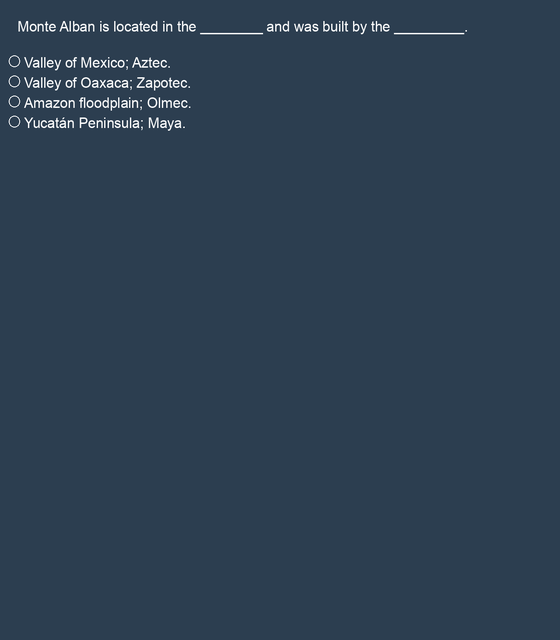 Monte Alban is located in the ________ and was built by the _________.
Valley of Mexico; Aztec.
Valley of Oaxaca; Zapotec.
Amazon floodplain; Olmec.
Yucatán Peninsula; Maya.